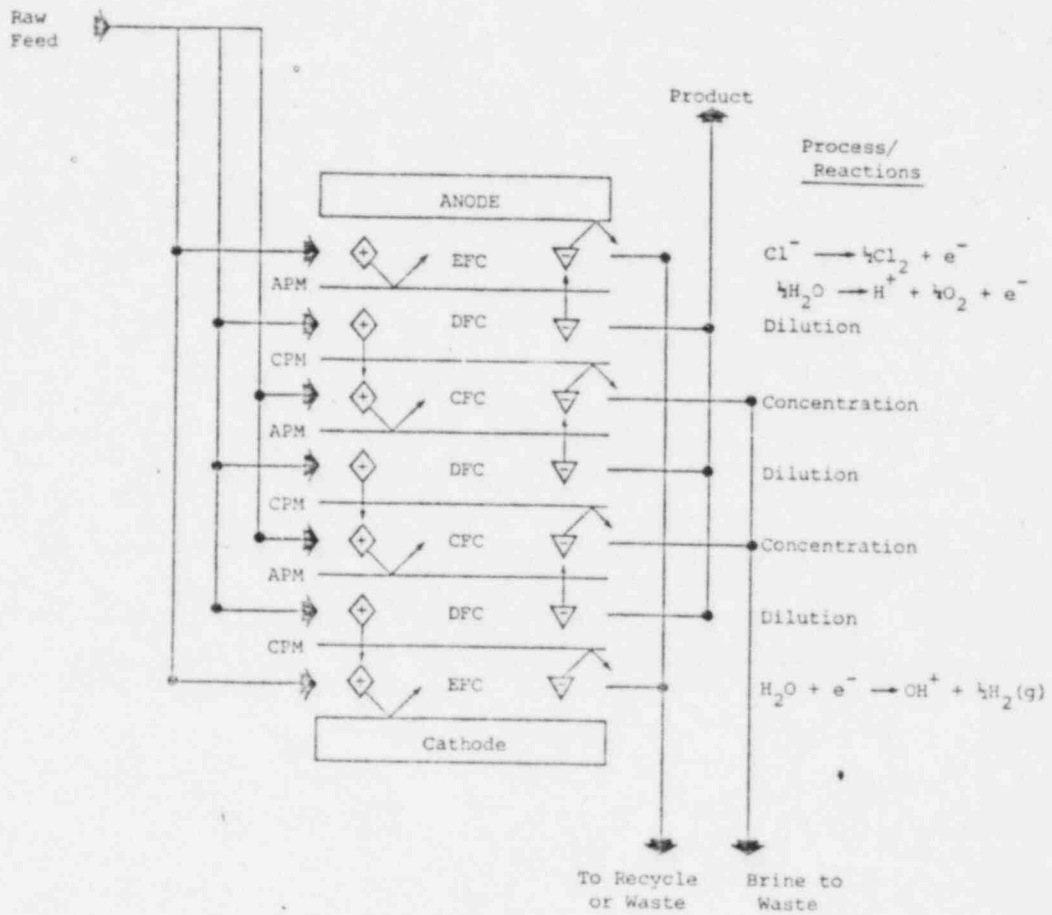 Raw
Feed
Product
Process/
Reactions
ANODE
+ EFC -
Cl⁻ → ½Cl₂ + e⁻
APM
½H₂O → H⁺ + ¼O₂ + e⁻
+ DFC - Dilution
CPM
+ CFC - Concentration
APM
+ DFC - Dilution
CPM
+ CFC - Concentration
APM
+ DFC - Dilution
CPM
+ EFC - H₂O + e⁻ → OH⁺ + ½H₂(g)
Cathode
To Recycle
or Waste
Brine to
Waste